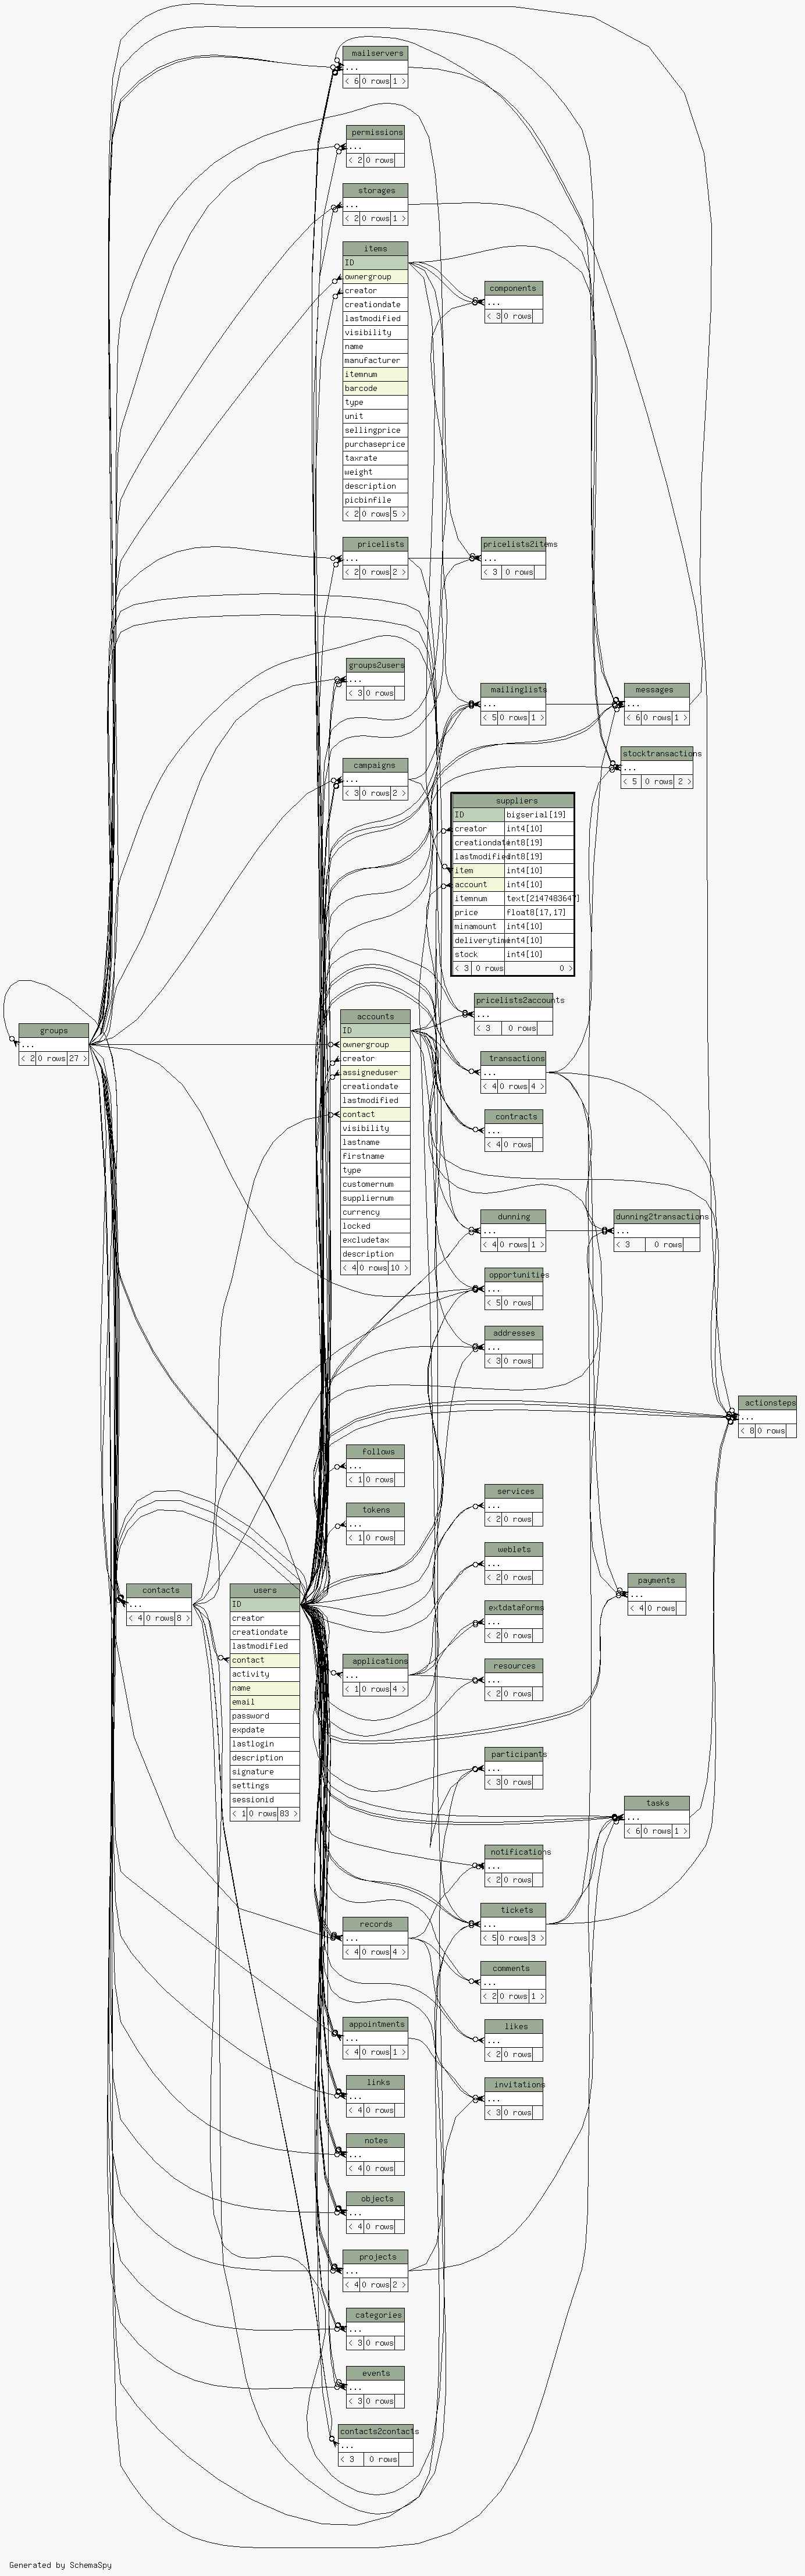 mailservers
...
< 6 0 rows 1 >
permissions
...
< 2 0 rows
storages
...
< 2 0 rows 1 >
items
ID
ownergroup
creator
creationdate
lastmodified
visibility
name
manufacturer
itemnum
barcode
type
unit
sellingprice
purchaseprice
taxrate
weight
description
picbinfile
< 2 0 rows 5 >
components
...
< 3 0 rows
pricelists
...
< 2 0 rows 2 >
pricelists2items
...
< 3 0 rows
groups2users
...
< 3 0 rows
mailinglists
...
< 5 0 rows 1 >
messages
...
< 6 0 rows 1 >
stocktransactions
...
< 5 0 rows 2 >
campaigns
...
< 3 0 rows 2 >
suppliers
ID bigserial[19]
creator int4[10]
creationdate int8[19]
lastmodified int8[19]
item int4[10]
account int4[10]
itemnum text[2147483647]
price float8[17,17]
minamount int4[10]
deliverytime int4[10]
stock int4[10]
< 3 0 rows 0 >
pricelists2accounts
...
< 3 0 rows
groups
...
< 2 0 rows 27 >
accounts
ID
ownergroup
creator
assigneduser
creationdate
lastmodified
contact
visibility
lastname
firstname
type
customernum
suppliernum
currency
locked
excludetax
description
< 4 0 rows 10 >
transactions
...
< 4 0 rows 4 >
contracts
...
< 4 0 rows
dunning
...
< 4 0 rows 1 >
dunning2transactions
...
< 3 0 rows
opportunities
...
< 5 0 rows
addresses
...
< 3 0 rows
actionsteps
...
< 8 0 rows
follows
...
< 1 0 rows
tokens
...
< 1 0 rows
services
...
< 2 0 rows
weblets
...
< 2 0 rows
contacts
...
< 4 0 rows 8 >
users
ID
creator
creationdate
lastmodified
contact
activity
name
email
password
expdate
lastlogin
description
signature
settings
sessionid
< 1 0 rows 83 >
payments
...
< 4 0 rows
extdataforms
...
< 2 0 rows
applications
...
< 1 0 rows 4 >
resources
...
< 2 0 rows
participants
...
< 3 0 rows
tasks
...
< 6 0 rows 1 >
notifications
...
< 2 0 rows
tickets
...
< 5 0 rows 3 >
records
...
< 4 0 rows 4 >
comments
...
< 2 0 rows 1 >
appointments
...
< 4 0 rows 1 >
likes
...
< 2 0 rows
links
...
< 4 0 rows
invitations
...
< 3 0 rows
notes
...
< 4 0 rows
objects
...
< 4 0 rows
projects
...
< 4 0 rows 2 >
categories
...
< 3 0 rows
events
...
< 3 0 rows
contacts2contacts
...
< 3 0 rows
Generated by SchemaSpy